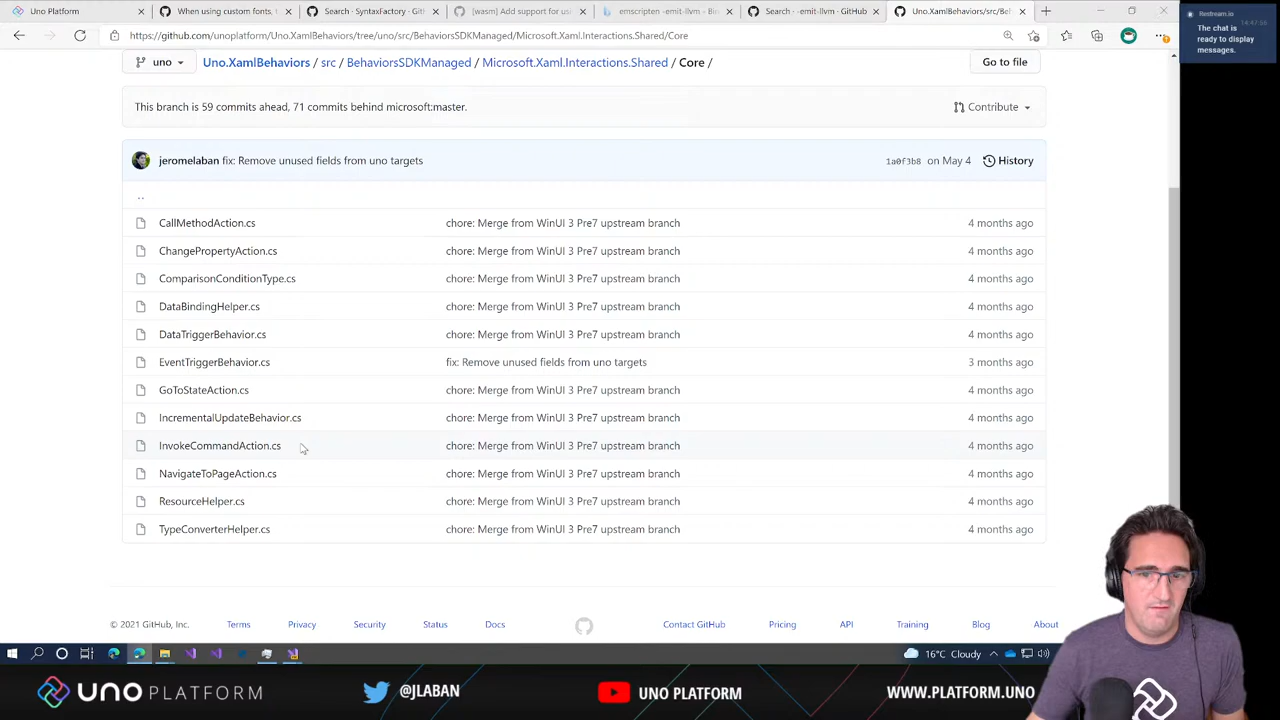 Uno Platform
When using custom fonts, t
Search · SyntaxFactory · GitH
[wasm] Add support for us
emscripten -emit-llvm - Bin
Search · -emit-llvm · GitHub
Uno.XamlBehaviors/src/Beh
Restream.io
14:47:56
The chat is
ready to display
messages.
https://github.com/unoplatform/Uno.XamlBehaviors/tree/uno/src/BehaviorsSDKManaged/Microsoft.Xaml.Interactions.Shared/Core
uno
Uno.XamlBehaviors / src / BehaviorsSDKManaged / Microsoft.Xaml.Interactions.Shared / Core /
Go to file
This branch is 59 commits ahead, 71 commits behind microsoft:master.
Contribute
jeromelaban fix: Remove unused fields from uno targets
1a0f3b8 on May 4
History
..
CallMethodAction.cs chore: Merge from WinUI 3 Pre7 upstream branch 4 months ago
ChangePropertyAction.cs chore: Merge from WinUI 3 Pre7 upstream branch 4 months ago
ComparisonConditionType.cs chore: Merge from WinUI 3 Pre7 upstream branch 4 months ago
DataBindingHelper.cs chore: Merge from WinUI 3 Pre7 upstream branch 4 months ago
DataTriggerBehavior.cs chore: Merge from WinUI 3 Pre7 upstream branch 4 months ago
EventTriggerBehavior.cs fix: Remove unused fields from uno targets 3 months ago
GoToStateAction.cs chore: Merge from WinUI 3 Pre7 upstream branch 4 months ago
IncrementalUpdateBehavior.cs chore: Merge from WinUI 3 Pre7 upstream branch 4 months ago
InvokeCommandAction.cs chore: Merge from WinUI 3 Pre7 upstream branch 4 months ago
NavigateToPageAction.cs chore: Merge from WinUI 3 Pre7 upstream branch 4 months ago
ResourceHelper.cs chore: Merge from WinUI 3 Pre7 upstream branch 4 months ago
TypeConverterHelper.cs chore: Merge from WinUI 3 Pre7 upstream branch 4 months ago
© 2021 GitHub, Inc. Terms Privacy Security Status Docs Contact GitHub Pricing API Training Blog About
16°C Cloudy
UNO PLATFORM
@JLABAN
UNO PLATFORM
WWW.PLATFORM.UNO